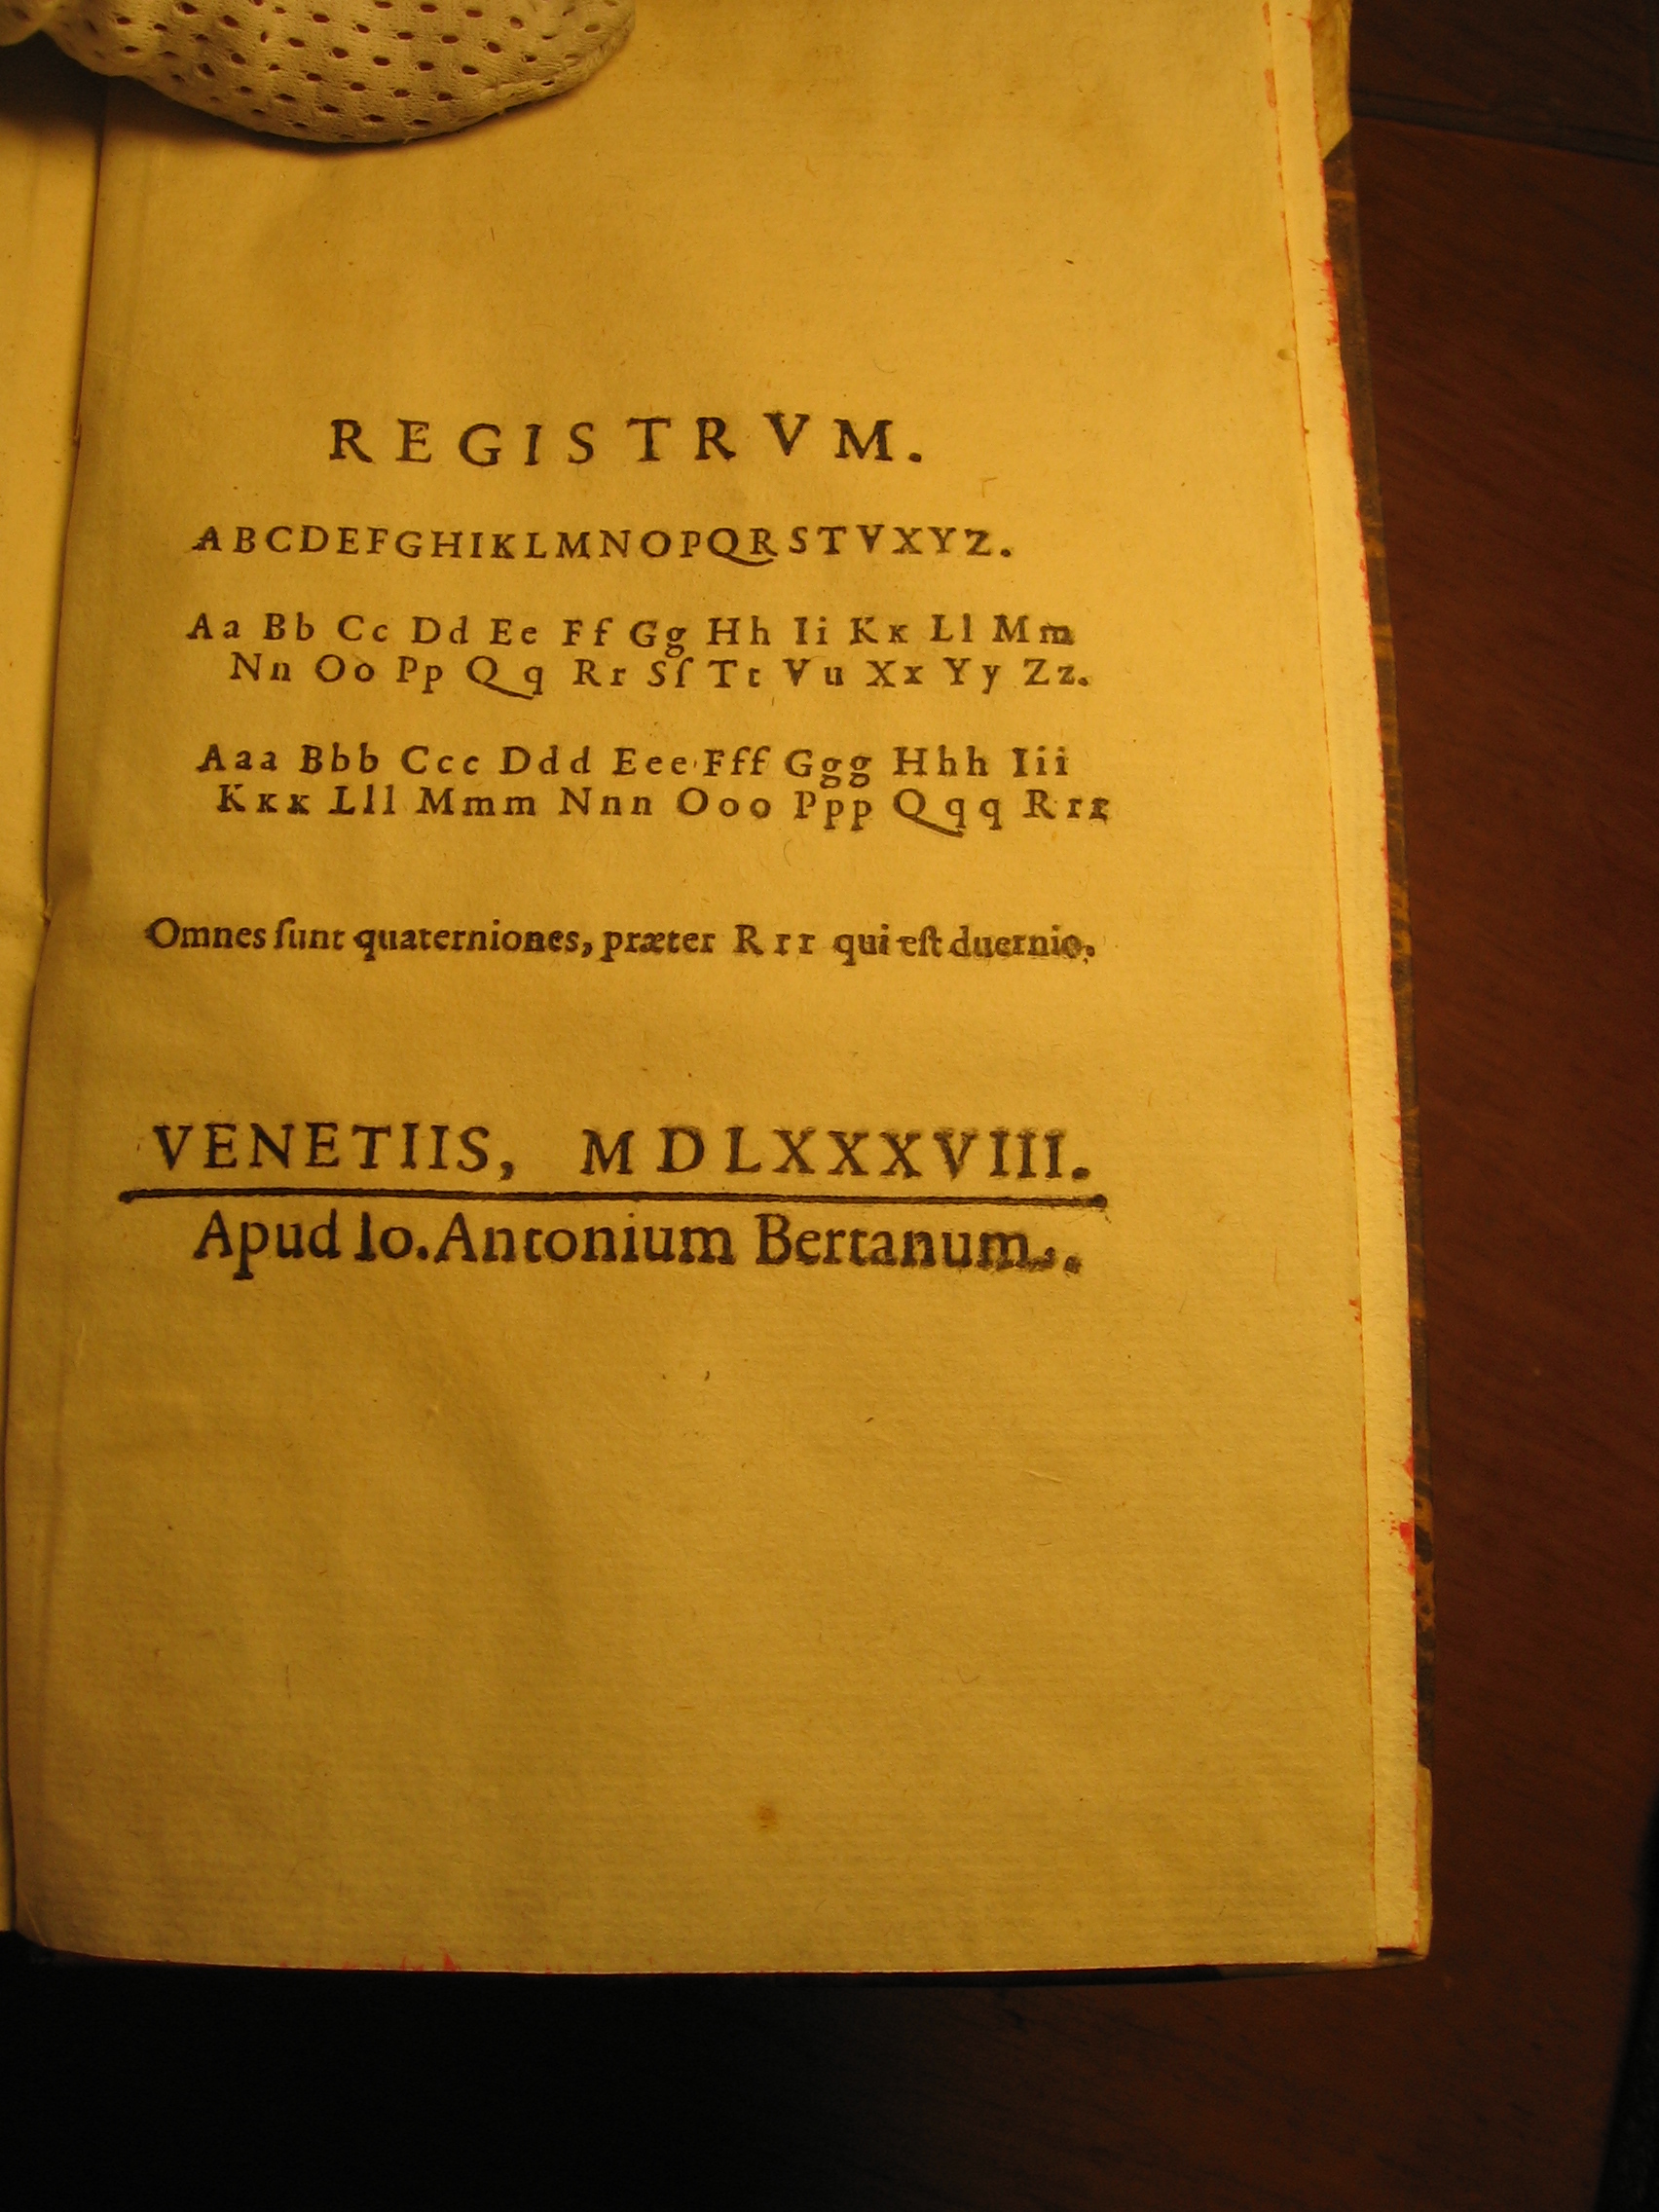 REGISTRVM.
ABCDEFGHIKLMNOPQRSTVXYZ.
Aa Bb Cc Dd Ee Ff Gg Hh Ii Kĸ Ll Mm
Nn Oo Pp Qq Rr Sſ Tt Vu Xx Yy Zz.
Aaa Bbb Ccc Ddd Eee Fff Ggg Hhh Iii
Kĸĸ Lll Mmm Nnn Ooo Ppp Qqq Rrr
Omnes ſunt quaterniones, præter Rrr qui eſt duernio.
VENETIIS, MDLXXXVIII.
Apud Io. Antonium Bertanum.